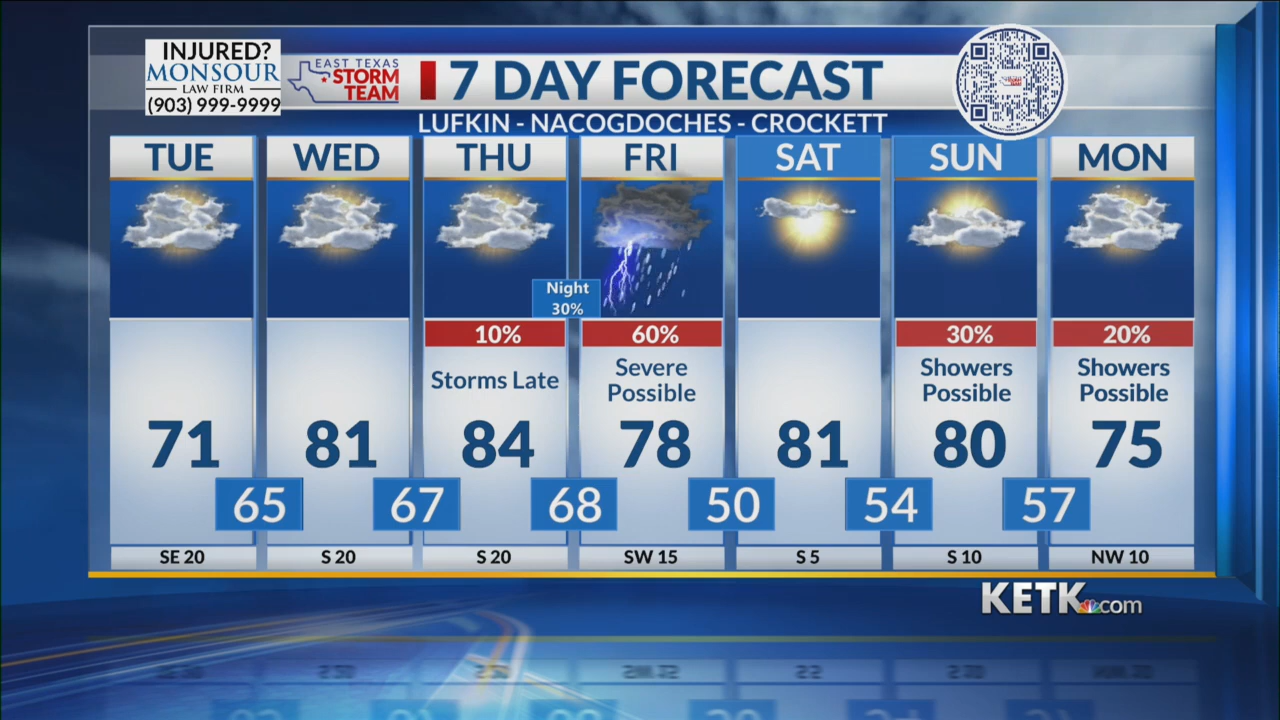 INJURED?
MONSOUR
LAW FIRM
(903) 999-9999
EAST TEXAS
STORM
TEAM
7 DAY FORECAST
LUFKIN - NACOGDOCHES - CROCKETT
TUE WED THU FRI SAT SUN MON
Night
30%
10% 60% 30% 20%
Storms Late
Severe
Possible
Showers
Possible
Showers
Possible
71 81 84 78 81 80 75
65 67 68 50 54 57
SE 20 S 20 S 20 SW 15 S 5 S 10 NW 10
KETK.com